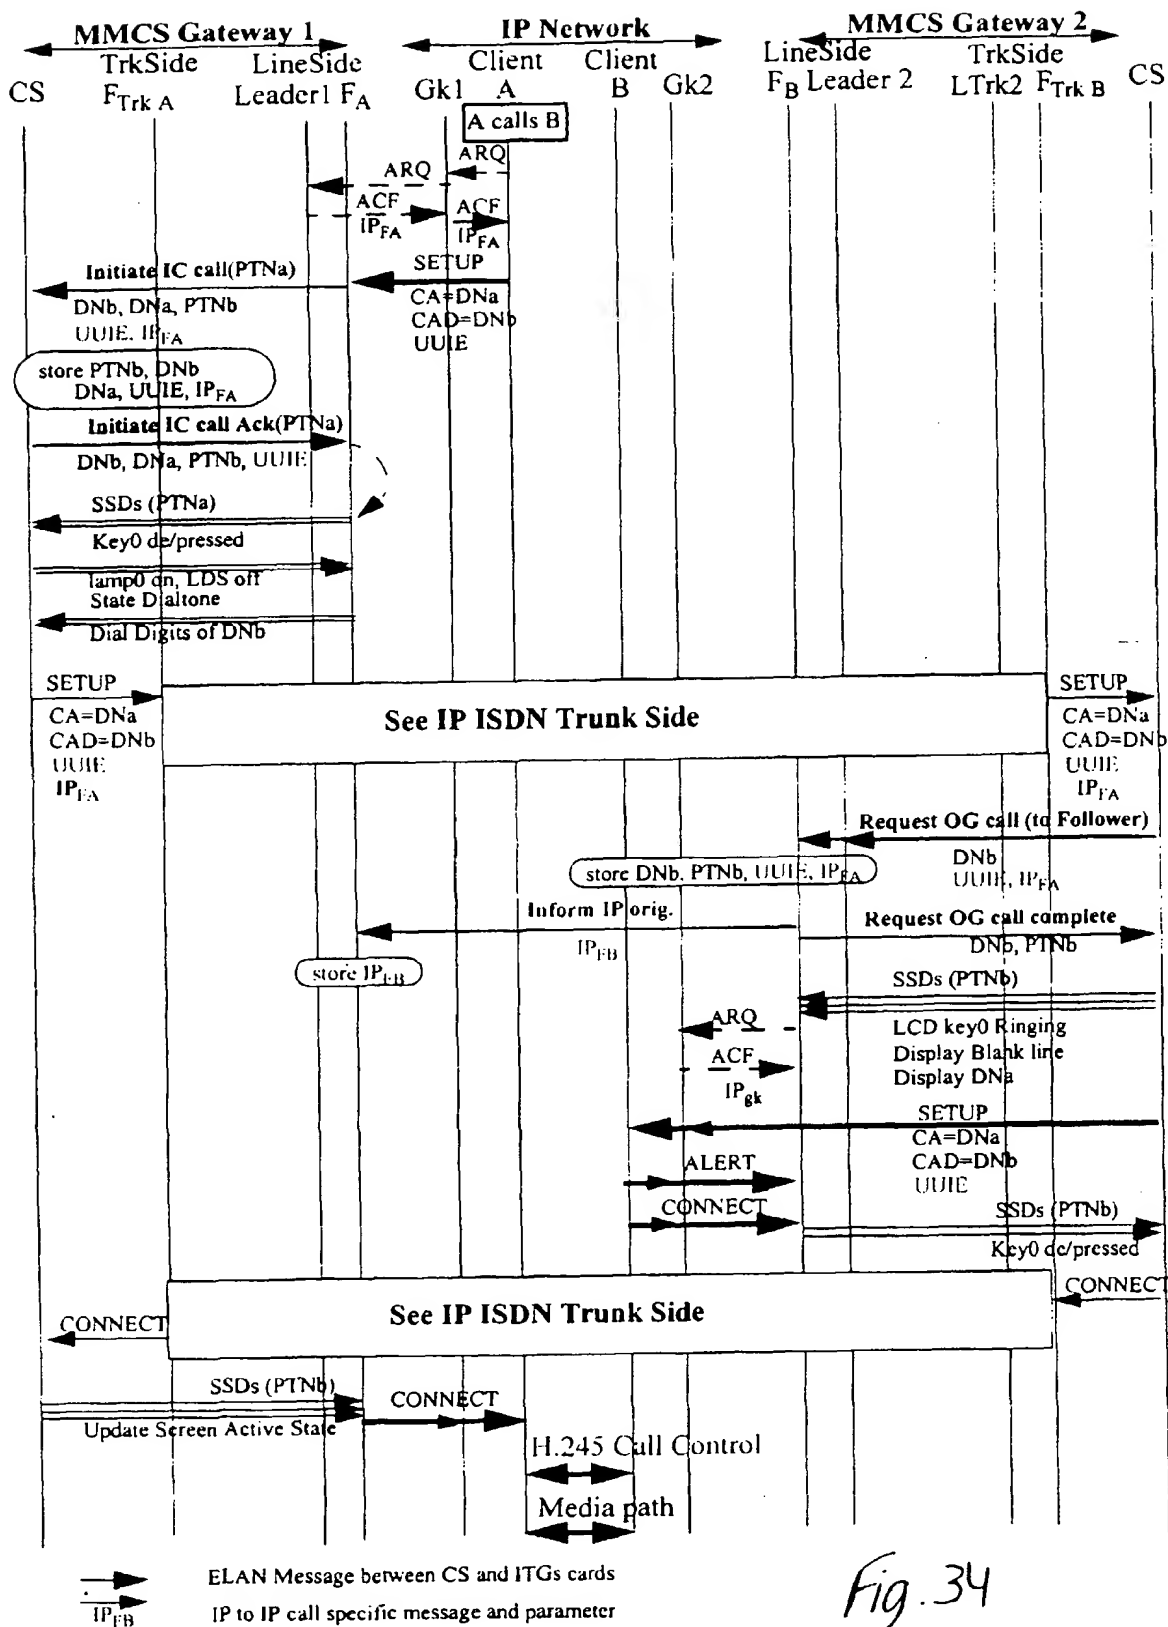 MMCS Gateway 1 IP Network MMCS Gateway 2
TrkSide LineSide Client Client LineSide TrkSide
CS F Trk A Leader1 FA Gk1 A B Gk2 FB Leader 2 LTrk2 F Trk B CS
A calls B
ARQ
ARQ
ACF ACF
IPFA IPFA
SETUP
Initiate IC call(PTNa)
CA=DNa
DNb, DNa, PTNb
CAD=DNb
UUIE, IPFA
UUIE
store PTNb, DNb
DNa, UUIE, IPFA
Initiate IC call Ack(PTNa)
DNb, DNa, PTNb, UUIE
SSDs (PTNa)
Key0 de/pressed
lamp0 on, LDS off
State Dialtone
Dial Digits of DNb
SETUP See IP ISDN Trunk Side SETUP
CA=DNa CA=DNa
CAD=DNb CAD=DNb
UUIE UUIE
IPFA IPFA
Request OG call (to Follower)
DNb
store DNb, PTNb, UUIE, IPFA UUIE, IPFA
Inform IP orig. Request OG call complete
IPFB DNb, PTNb
store IPFB SSDs (PTNb)
ARQ LCD key0 Ringing
ACF Display Blank line
IPgk Display DNa
SETUP
CA=DNa
ALERT CAD=DNb
UUIE
CONNECT SSDs (PTNb)
Key0 de/pressed
CONNECT
See IP ISDN Trunk Side
CONNECT
SSDs (PTNb) CONNECT
Update Screen Active State
H.245 Call Control
Media path
ELAN Message between CS and ITGs cards
IPFB IP to IP call specific message and parameter
Fig. 34